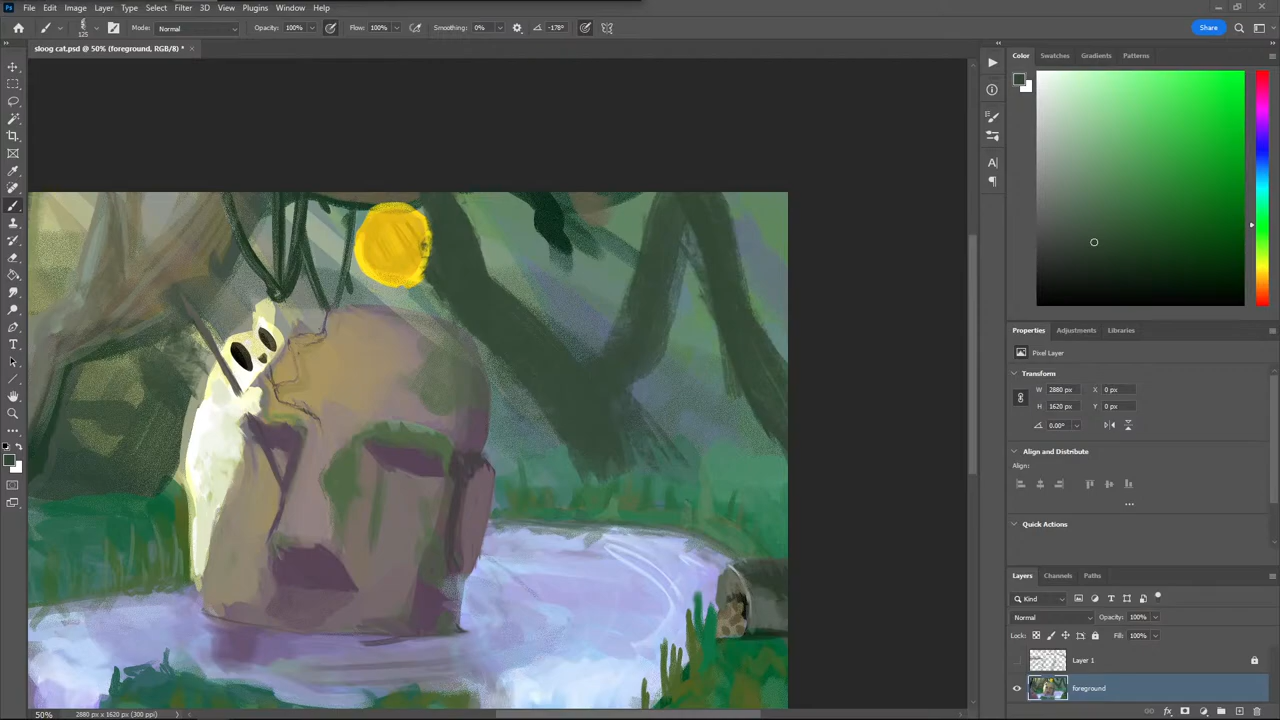 Ps File Edit Image Layer Type Select Filter 3D View Plugins Window Help
125 Mode: Normal Opacity: 100% Flow: 100% Smoothing: 0% -178° Share
sloog cat.psd @ 50% (foreground, RGB/8) *
Color Swatches Gradients Patterns
Properties Adjustments Libraries
Pixel Layer
Transform
W 2880 px X 0 px
H 1620 px Y 0 px
0.00°
Align and Distribute
Align:
Quick Actions
Layers Channels Paths
Kind
Normal Opacity: 100%
Lock: Fill: 100%
Layer 1
foreground
50% 2880 px x 1620 px (300 ppi)